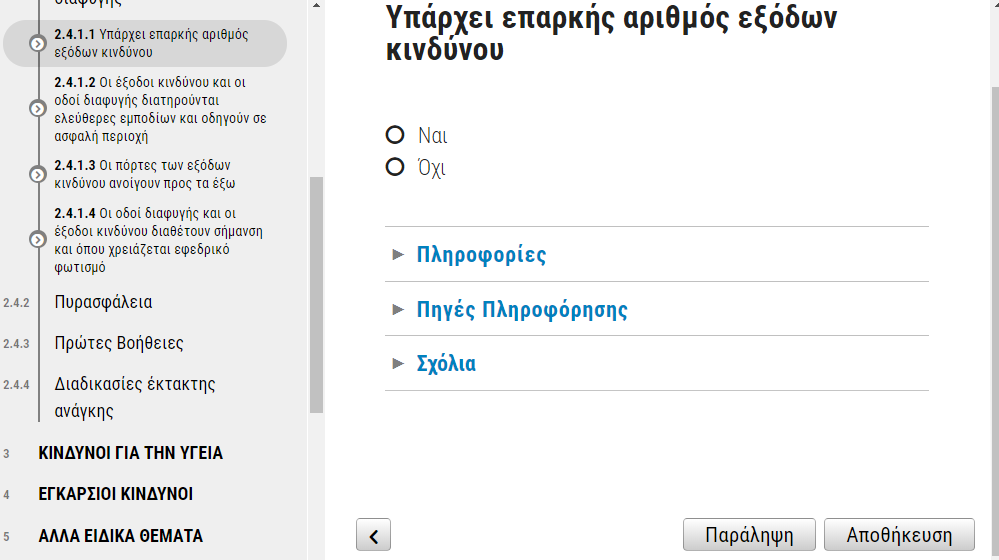 διαφυγής
2.4.1.1 Υπάρχει επαρκής αριθμός
εξόδων κινδύνου
2.4.1.2 Οι έξοδοι κινδύνου και οι
οδοί διαφυγής διατηρούνται
ελεύθερες εμποδίων και οδηγούν σε
ασφαλή περιοχή
2.4.1.3 Οι πόρτες των εξόδων
κινδύνου ανοίγουν προς τα έξω
2.4.1.4 Οι οδοί διαφυγής και οι
έξοδοι κινδύνου διαθέτουν σήμανση
και όπου χρειάζεται εφεδρικό
φωτισμό
2.4.2 Πυρασφάλεια
2.4.3 Πρώτες Βοήθειες
2.4.4 Διαδικασίες έκτακτης
ανάγκης
3 ΚΙΝΔΥΝΟΙ ΓΙΑ ΤΗΝ ΥΓΕΙΑ
4 ΕΓΚΑΡΣΙΟΙ ΚΙΝΔΥΝΟΙ
5 ΑΛΛΑ ΕΙΔΙΚΑ ΘΕΜΑΤΑ
Υπάρχει επαρκής αριθμός εξόδων
κινδύνου
Ναι
Όχι
Πληροφορίες
Πηγές Πληροφόρησης
Σχόλια
Παράληψη
Αποθήκευση